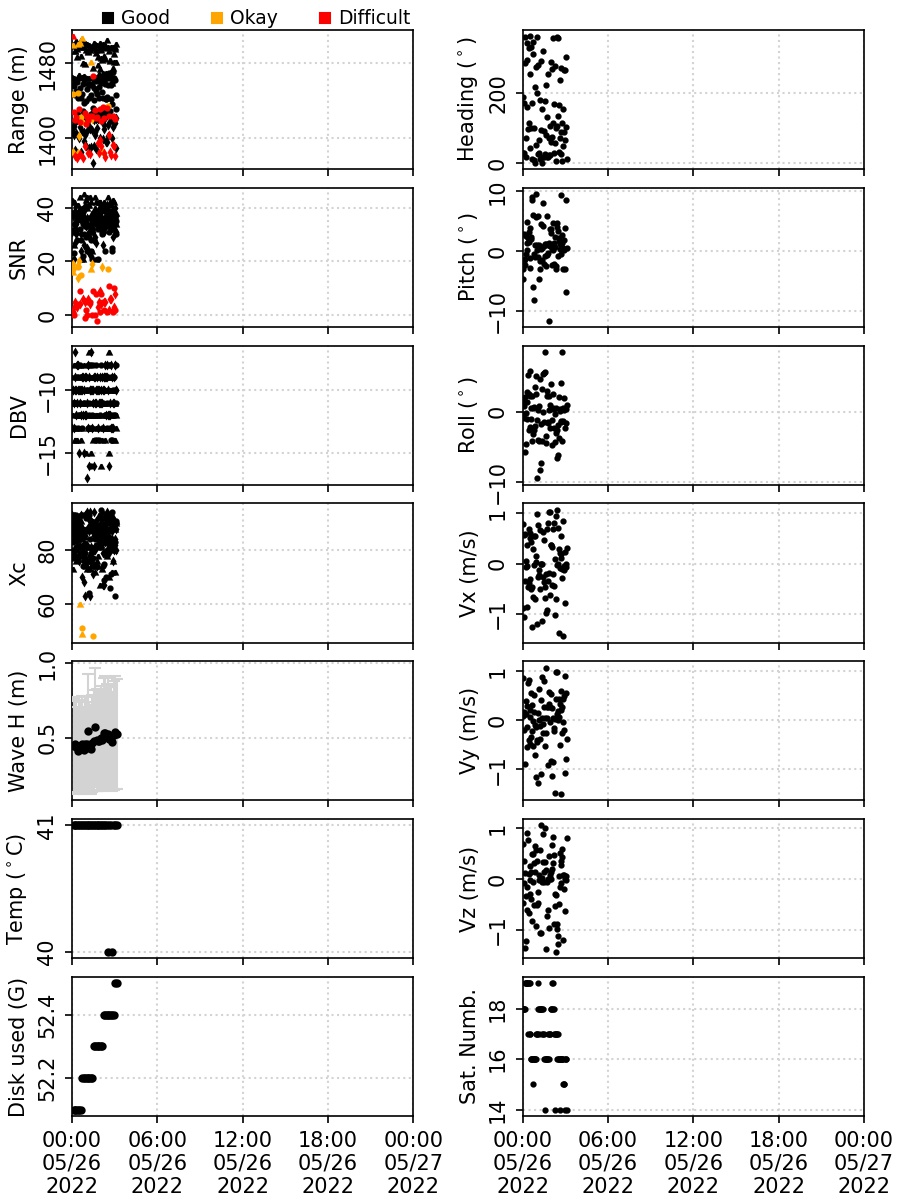 Good Okay Difficult
Range (m)
1480
1400
Heading (°)
200
0
SNR
40
20
0
Pitch (°)
10
0
−10
DBV
−10
−15
Roll (°)
0
−10
Xc
80
60
Vx (m/s)
1
0
−1
Wave H (m)
1.0
0.5
Vy (m/s)
1
0
−1
Temp (°C)
41
40
Vz (m/s)
1
0
−1
Disk used (G)
52.4
52.2
Sat. Numb.
18
16
14
00:00 06:00 12:00 18:00 00:00
05/26 05/26 05/26 05/26 05/27
2022 2022 2022 2022 2022
00:00 06:00 12:00 18:00 00:00
05/26 05/26 05/26 05/26 05/27
2022 2022 2022 2022 2022